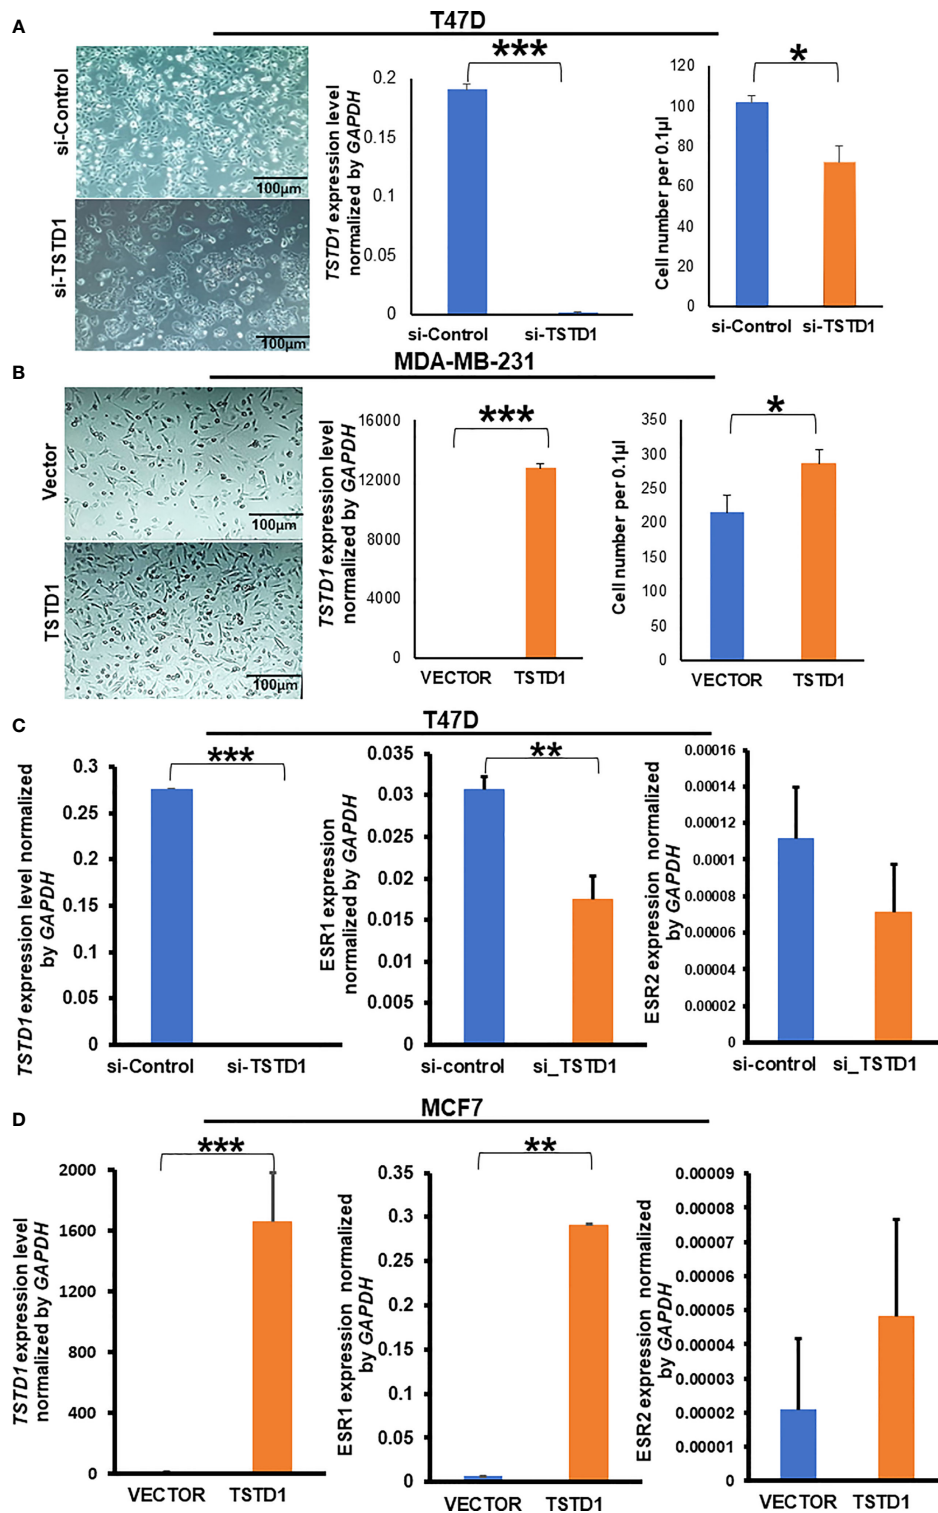 A
T47D
si-Control
100µm
si-TSTD1
100µm
TSTD1 expression level
normalized by GAPDH
***
0.2
0.15
0.1
0.05
0
si-Control si-TSTD1
Cell number per 0.1µl
*
120
100
80
60
40
20
0
si-Control si-TSTD1
B
MDA-MB-231
Vector
100µm
TSTD1
100µm
TSTD1 expression level
normalized by GAPDH
***
16000
12000
8000
4000
0
VECTOR TSTD1
Cell number per 0.1µl
*
350
300
250
200
150
100
50
0
VECTOR TSTD1
C
T47D
TSTD1 expression level normalized
by GAPDH
***
0.3
0.25
0.2
0.15
0.1
0.05
0
si-Control si-TSTD1
ESR1 expression
normalized by GAPDH
**
0.035
0.03
0.025
0.02
0.015
0.01
0.005
0
si-control si_TSTD1
ESR2 expression normalized
by GAPDH
0.00016
0.00014
0.00012
0.0001
0.00008
0.00006
0.00004
0.00002
0
si-control si_TSTD1
D
MCF7
TSTD1 expression level
normalized by GAPDH
***
2000
1600
1200
800
400
0
VECTOR TSTD1
ESR1 expression normalized
by GAPDH
**
0.35
0.3
0.25
0.2
0.15
0.1
0.05
0
VECTOR TSTD1
ESR2 expression normalized
by GAPDH
0.00009
0.00008
0.00007
0.00006
0.00005
0.00004
0.00003
0.00002
0.00001
0
VECTOR TSTD1